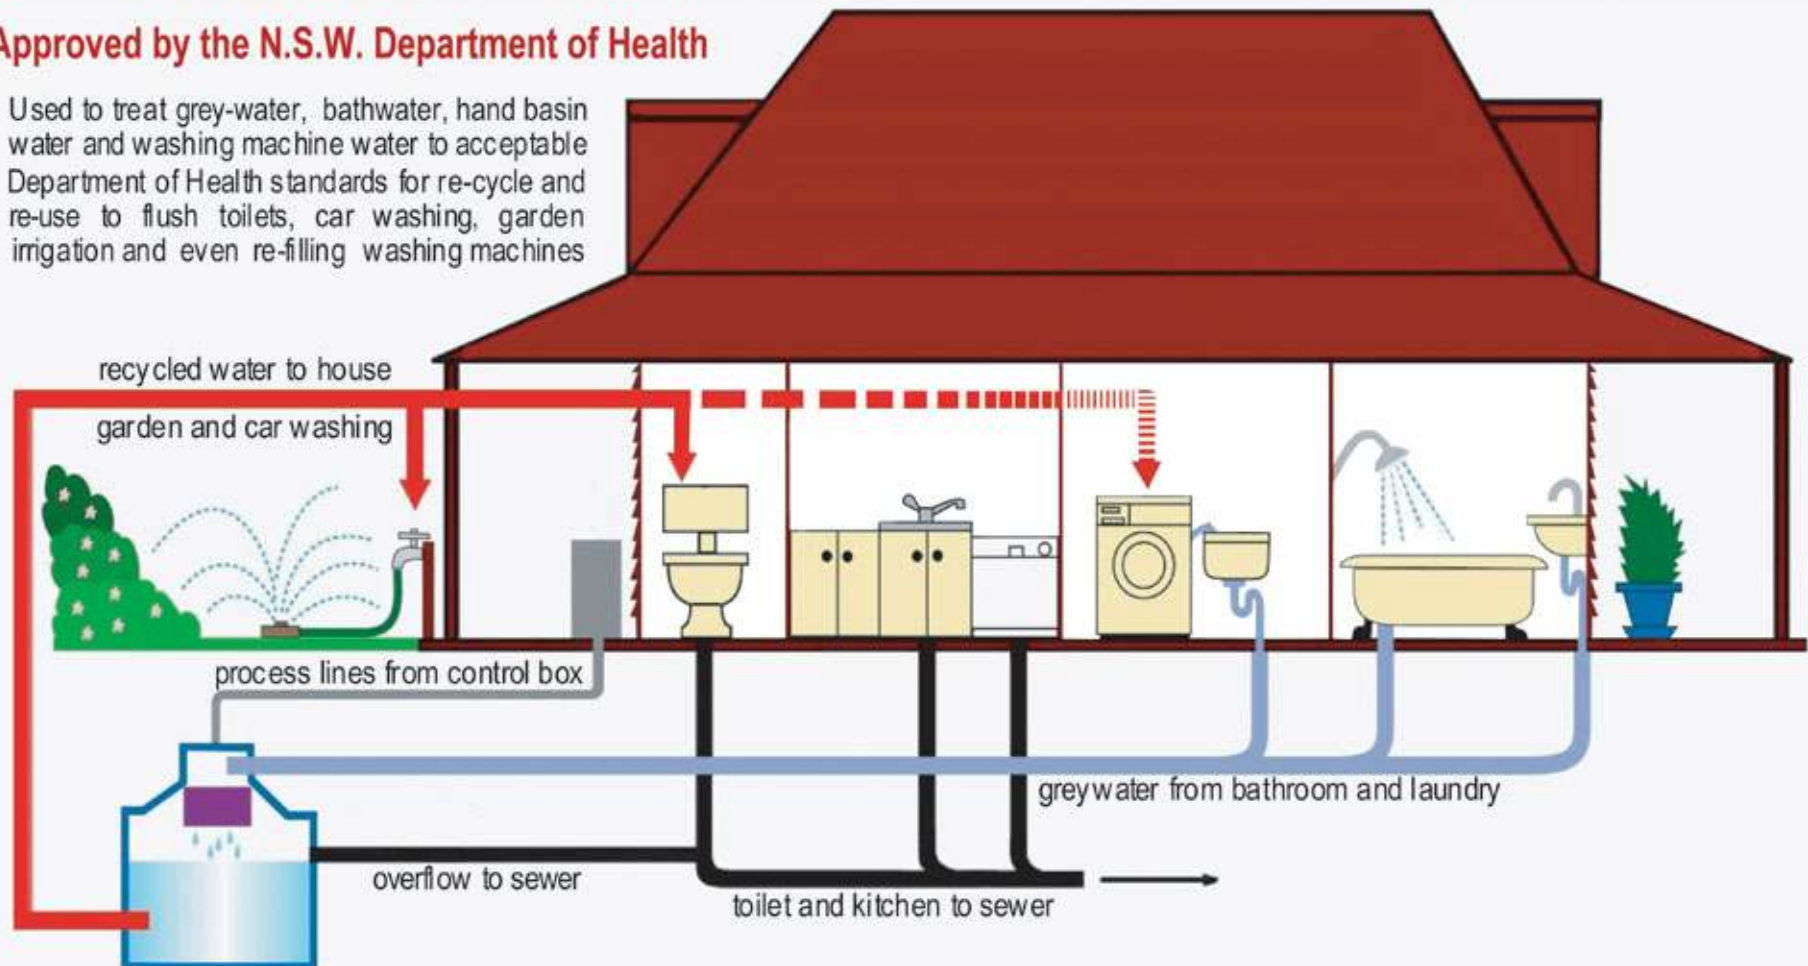 Approved by the N.S.W. Department of Health
Used to treat grey-water, bathwater, hand basin
water and washing machine water to acceptable
Department of Health standards for re-cycle and
re-use to flush toilets, car washing, garden
irrigation and even re-filling washing machines
recycled water to house
garden and car washing
process lines from control box
greywater from bathroom and laundry
overflow to sewer
toilet and kitchen to sewer